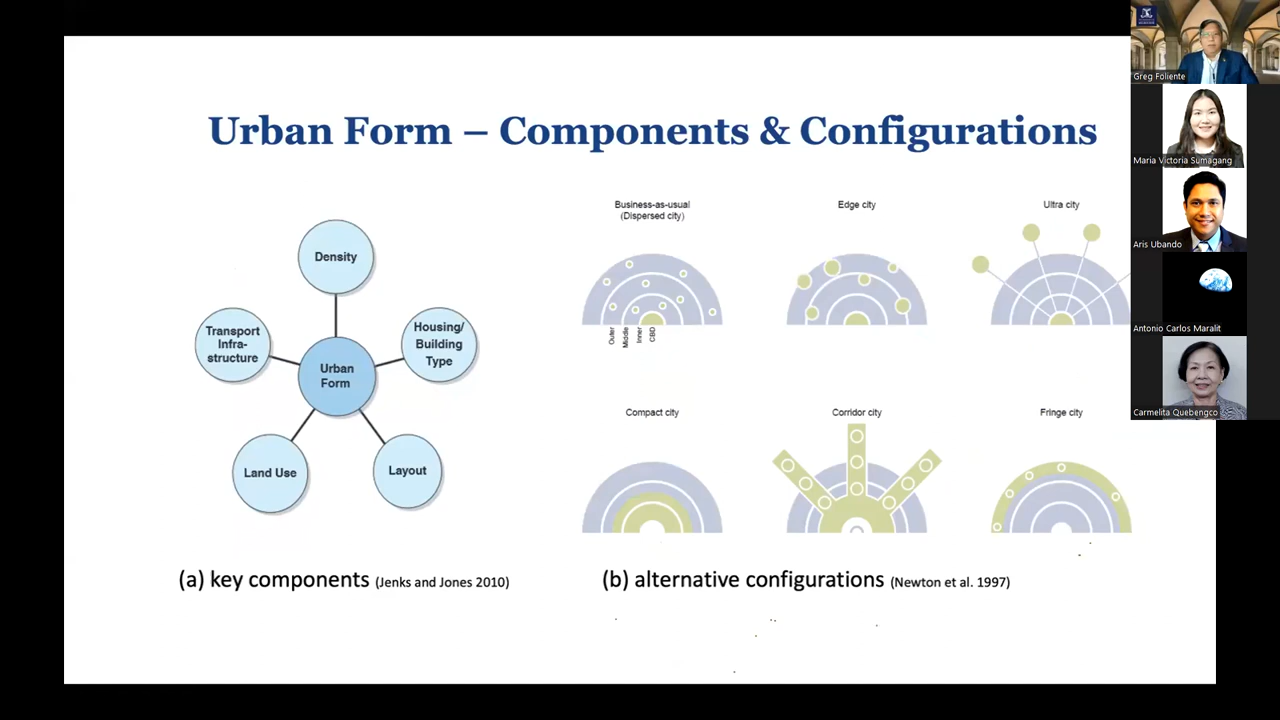 Urban Form – Components & Configurations
Density
Transport
Infra-
structure
Housing/
Building
Type
Urban
Form
Land Use
Layout
(a) key components (Jenks and Jones 2010)
Business-as-usual
(Dispersed city)
Edge city
Ultra city
Outer
Middle
Inner
CBD
Compact city
Corridor city
Fringe city
(b) alternative configurations (Newton et al. 1997)
Greg Foliente
Maria Victoria Sumagang
Aris Ubando
Antonio Carlos Maralit
Carmelita Quebengco